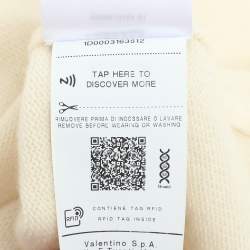 1D0003163512
TAP HERE TO
DISCOVER MORE
RIMUOVERE PRIMA DI INDOSSARE O LAVARE
REMOVE BEFORE WEARING OR WASHING
CONTIENE TAG RFID
RFID
RFID TAG INSIDE
Valentino S.p.A.